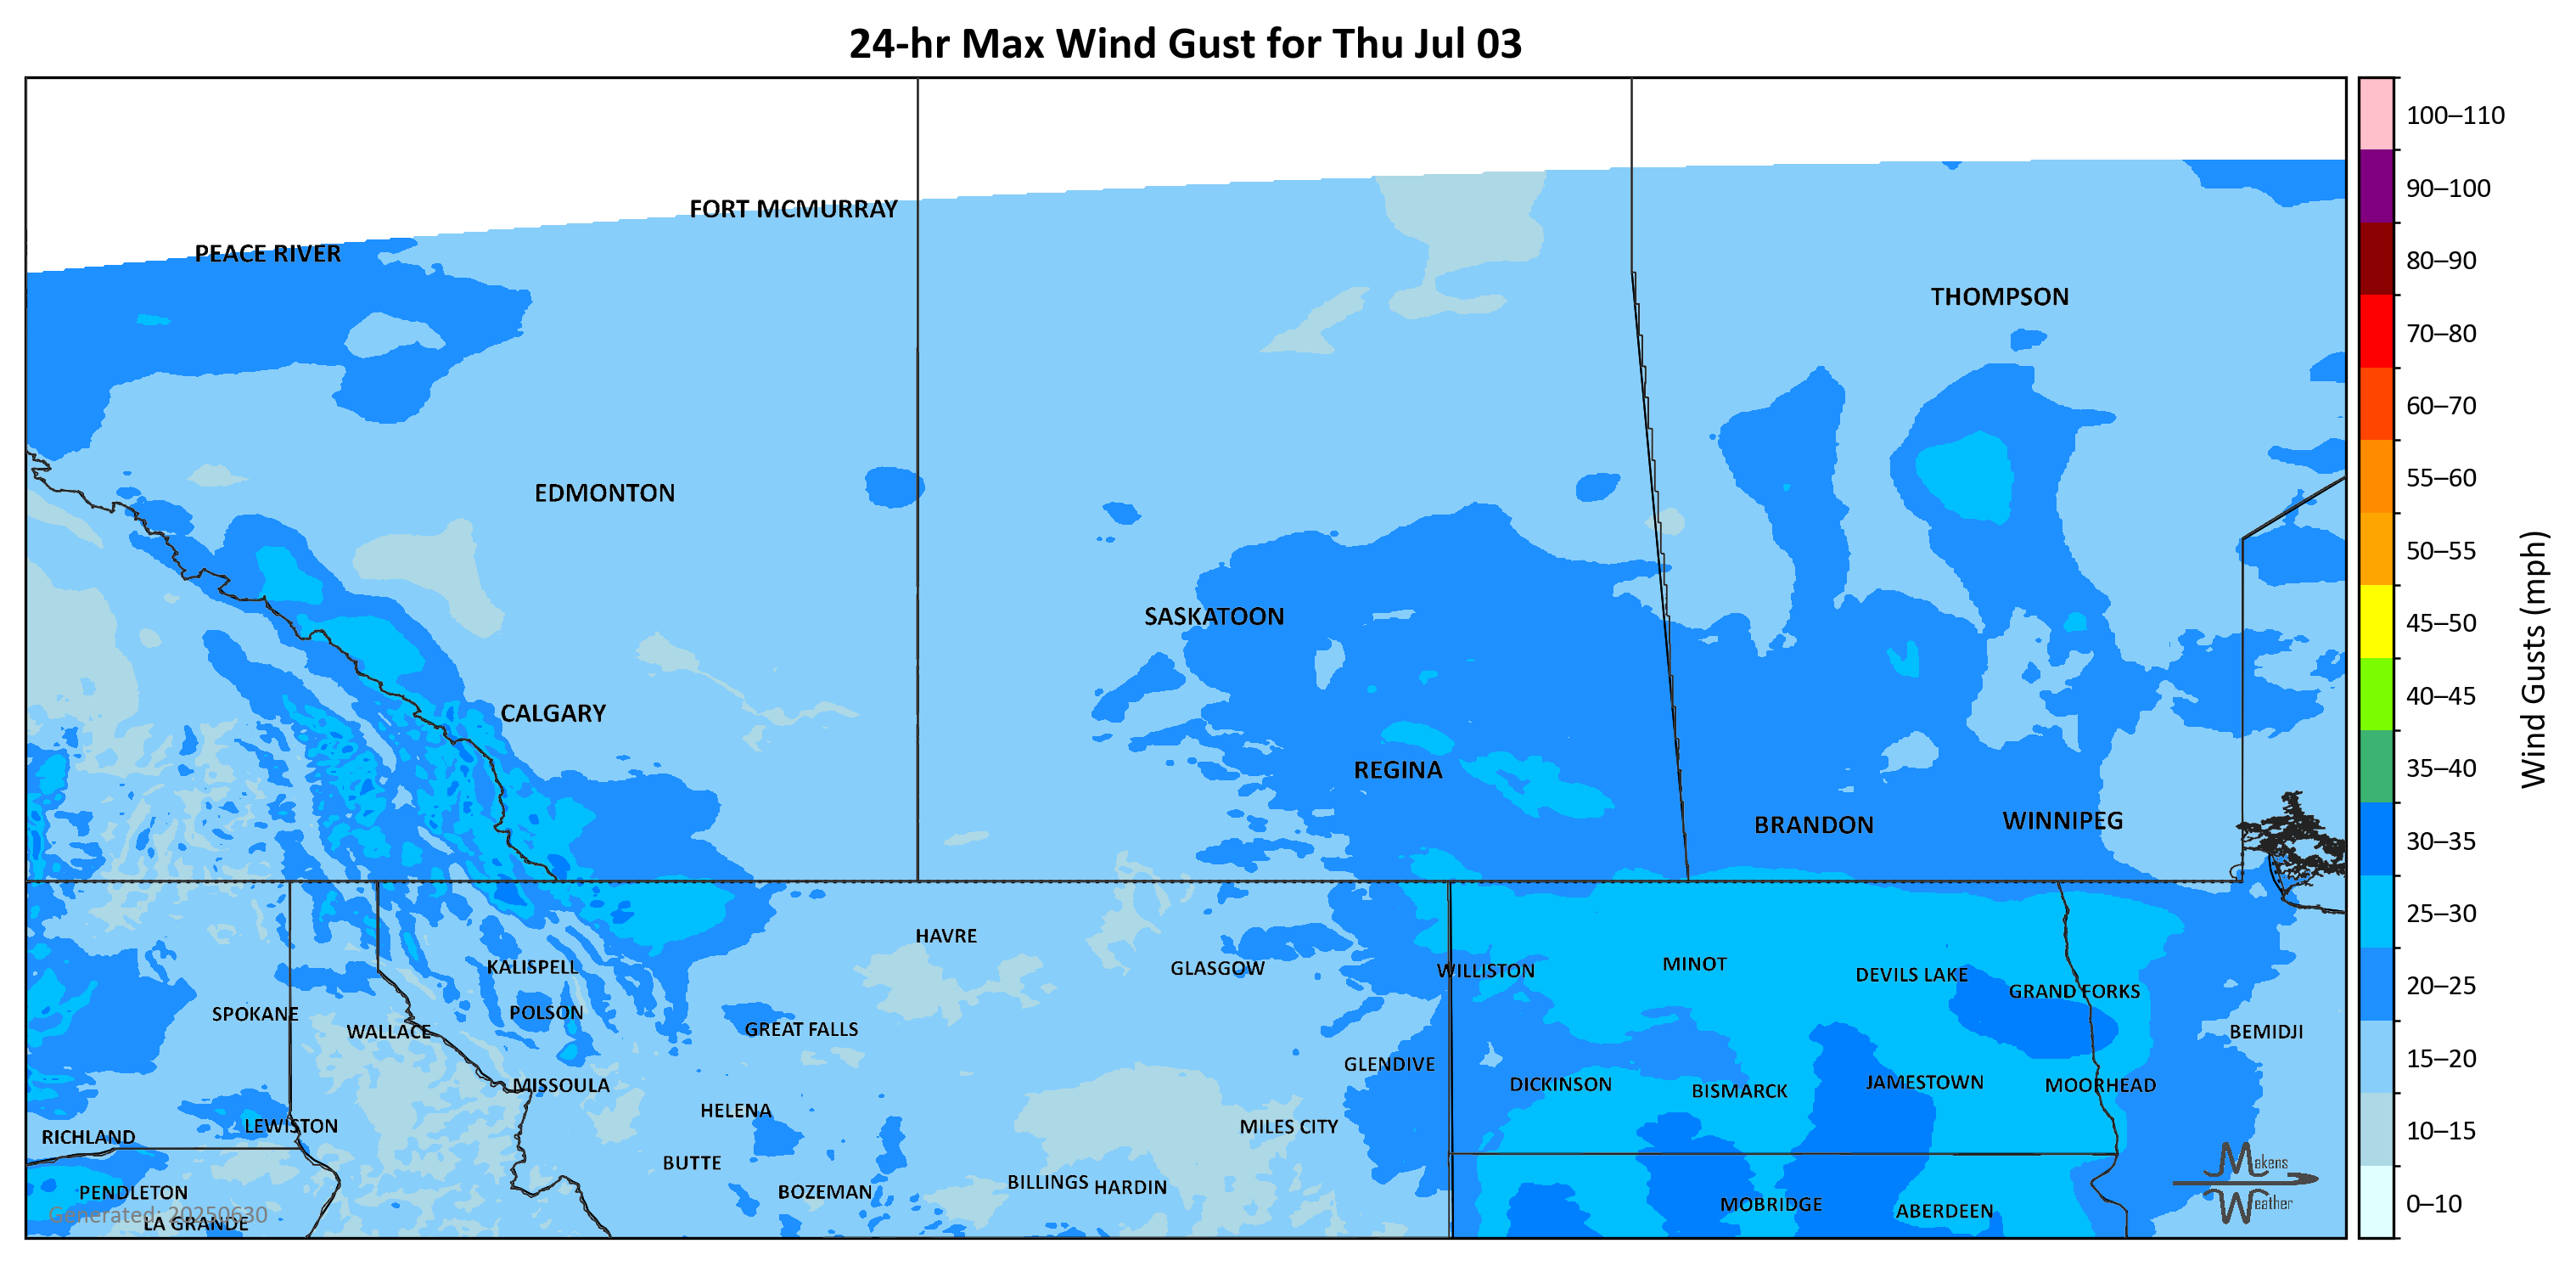 24-hr Max Wind Gust for Thu Jul 03
100–110
FORT MCMURRAY
90–100
PEACE RIVER
80–90
THOMPSON
70–80
60–70
EDMONTON
55–60
50–55
SASKATOON
45–50
Wind Gusts (mph)
CALGARY
40–45
REGINA
35–40
BRANDON
WINNIPEG
30–35
25–30
HAVRE
KALISPELL
GLASGOW
WILLISTON
MINOT
DEVILS LAKE
GRAND FORKS
20–25
SPOKANE
POLSON
WALLACE
GREAT FALLS
BEMIDJI
15–20
GLENDIVE
MISSOULA
DICKINSON
BISMARCK
JAMESTOWN
MOORHEAD
HELENA
LEWISTON
MILES CITY
RICHLAND
10–15
BUTTE
Makens
Weather
PENDLETON
BOZEMAN
BILLINGS
HARDIN
MOBRIDGE
ABERDEEN
0–10
Generated: 20250630
LA GRANDE